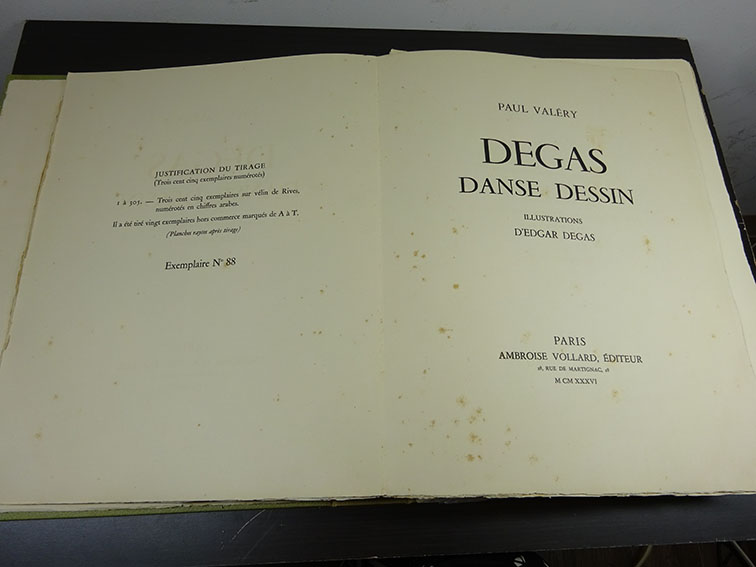 JUSTIFICATION DU TIRAGE
(Trois cent cinq exemplaires numérotés)
1 à 305. — Trois cent cinq exemplaires sur vélin de Rives,
numérotés en chiffres arabes.
Il a été tiré vingt exemplaires hors commerce marqués de A à T.
(Planches rayées après tirage)
Exemplaire N° 88
PAUL VALÉRY
DEGAS
DANSE DESSIN
ILLUSTRATIONS
D'EDGAR DEGAS
PARIS
AMBROISE VOLLARD, ÉDITEUR
28, RUE DE MARTIGNAC, 28
M CM XXXVI